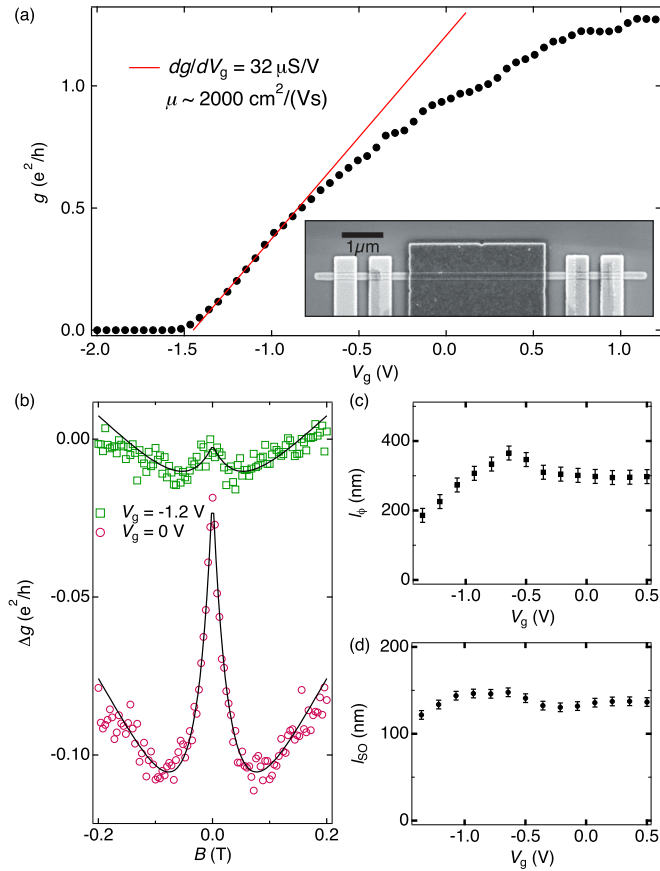 (a)
g (e²/h)
1.0
0.5
0.0
dg/dVg = 32 μS/V
μ ~ 2000 cm²/(Vs)
1μm
-2.0 -1.5 -1.0 -0.5 0.0 0.5 1.0
Vg (V)
(b)
Δg (e²/h)
0.00
-0.05
-0.10
Vg = -1.2 V
Vg = 0 V
-0.2 0.0 0.2
B (T)
(c)
lϕ (nm)
400
200
0
-1.0 -0.5 0.0 0.5
Vg (V)
(d)
lSO (nm)
200
100
0
-1.0 -0.5 0.0 0.5
Vg (V)